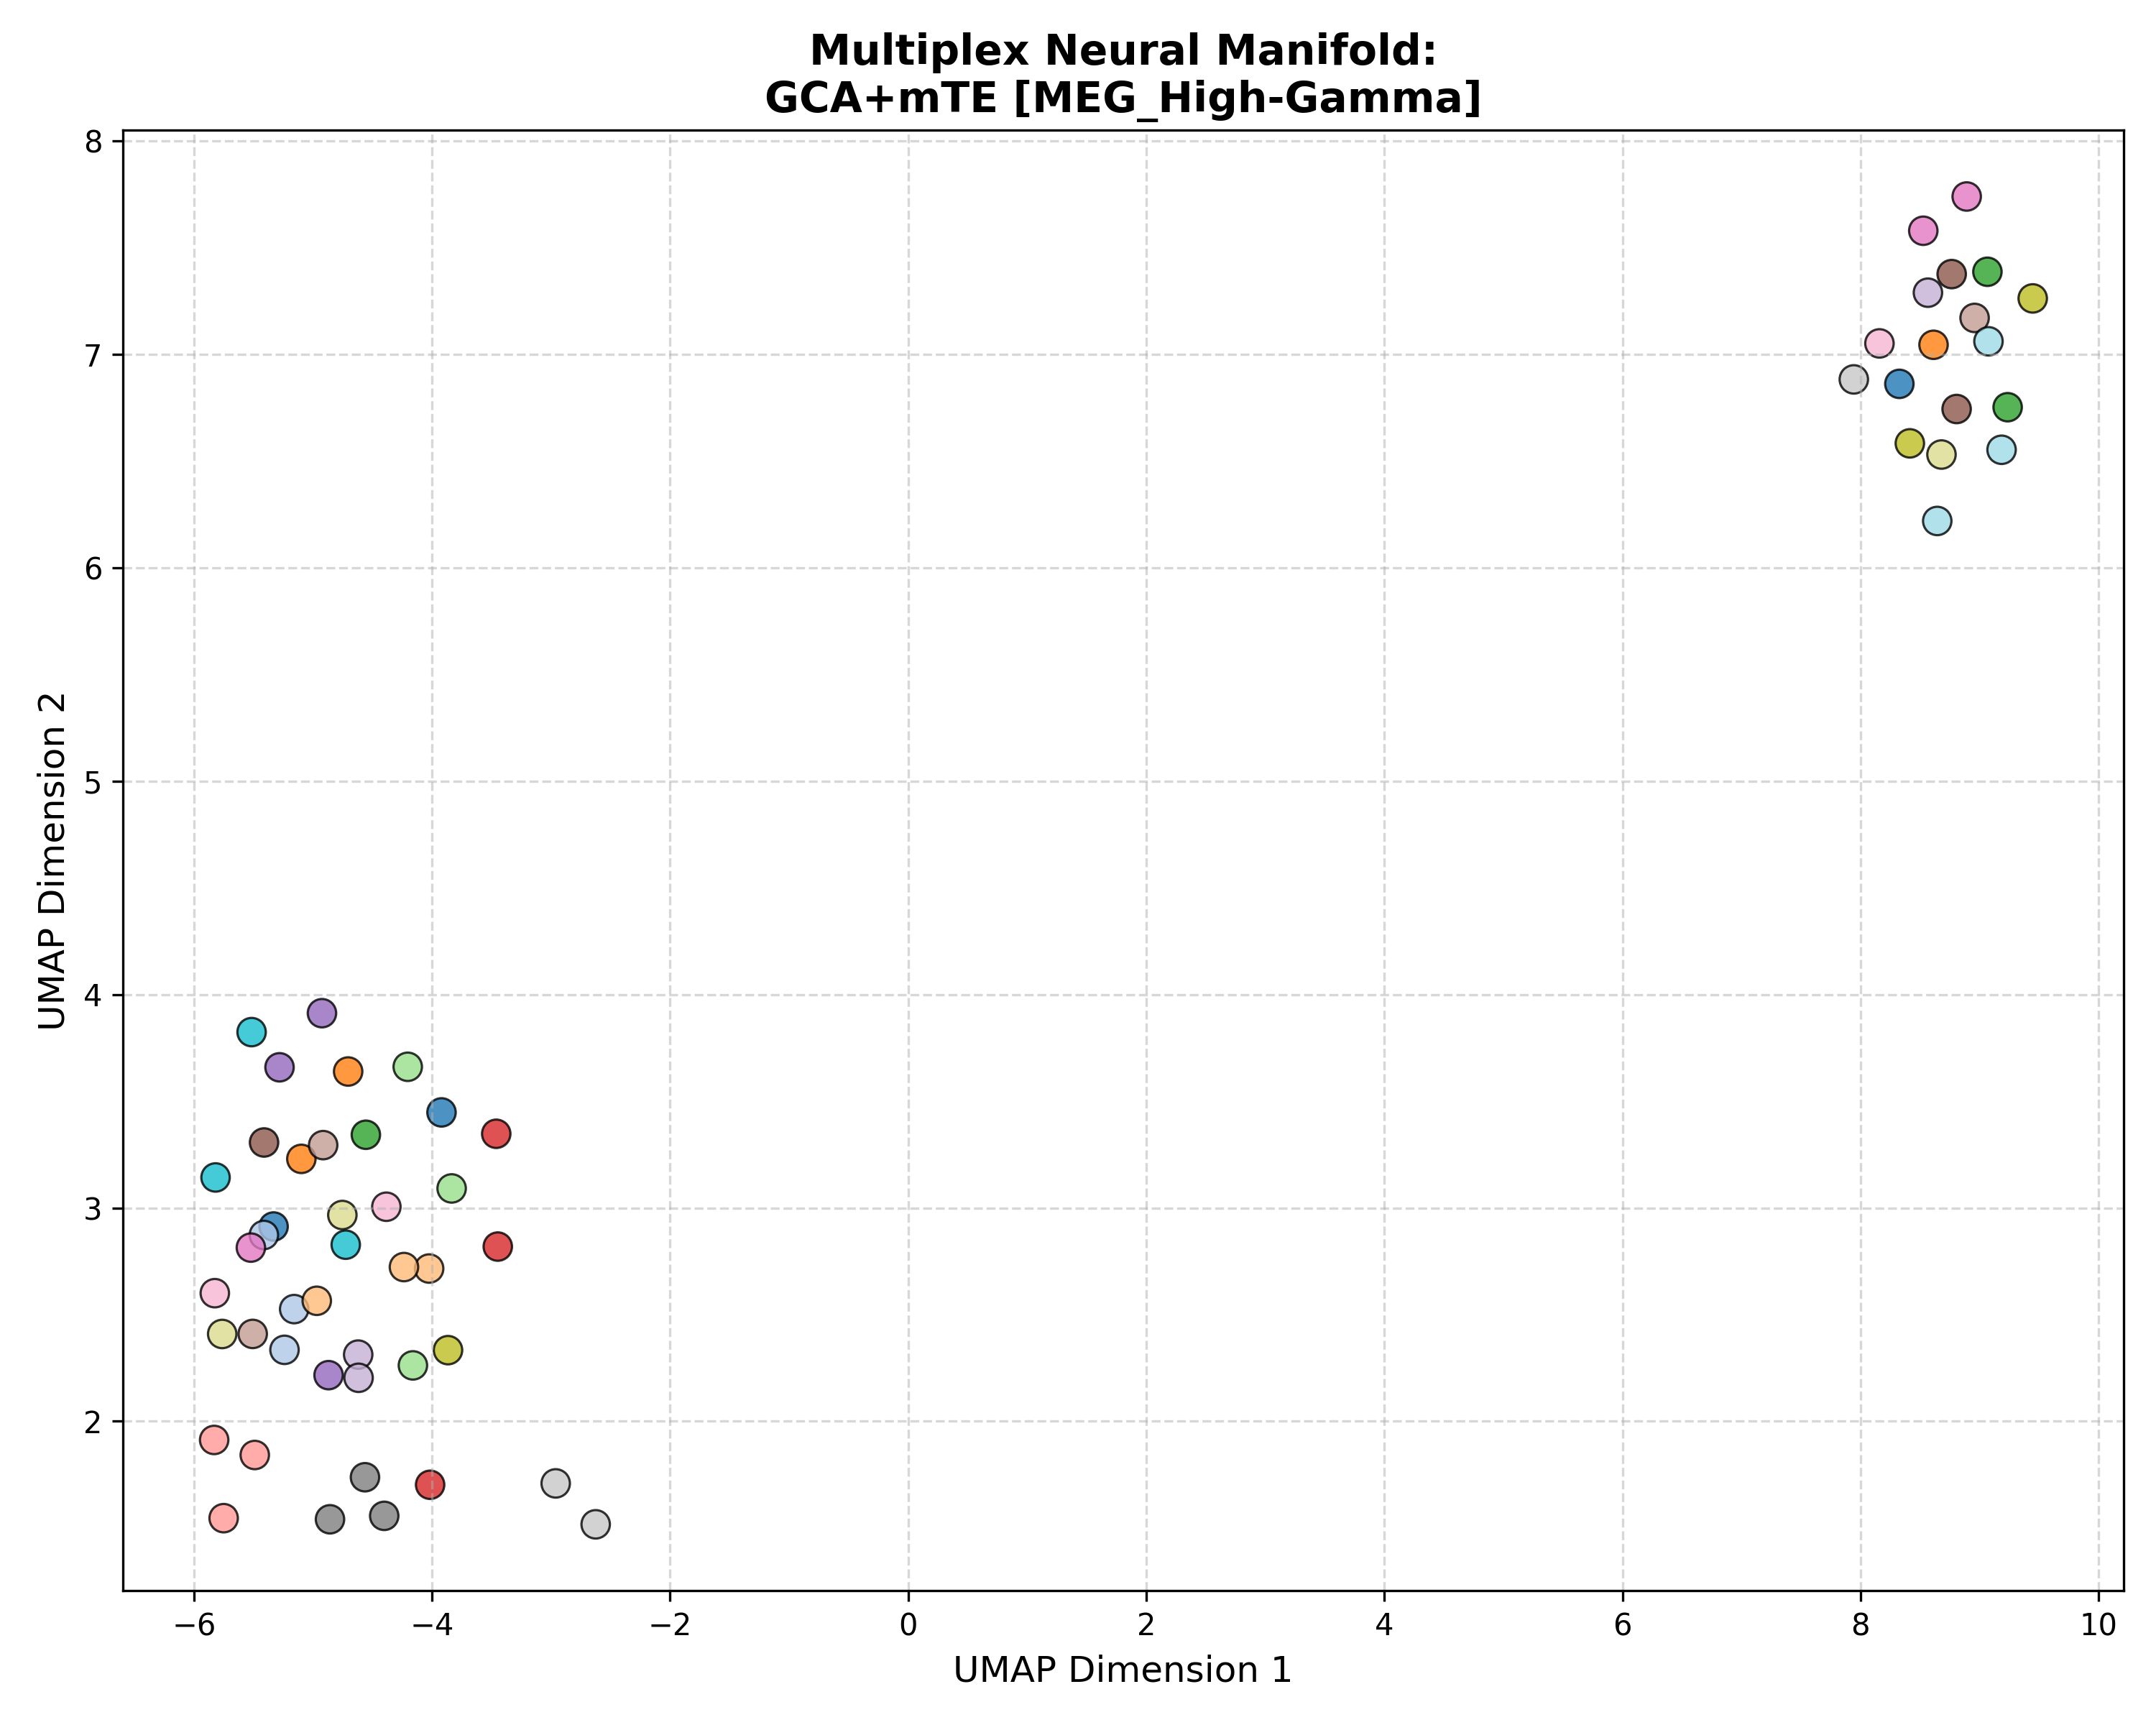 Multiplex Neural Manifold:
GCA+mTE [MEG_High-Gamma]
8
7
6
5
4
3
2
UMAP Dimension 2
−6 −4 −2 0 2 4 6 8 10
UMAP Dimension 1